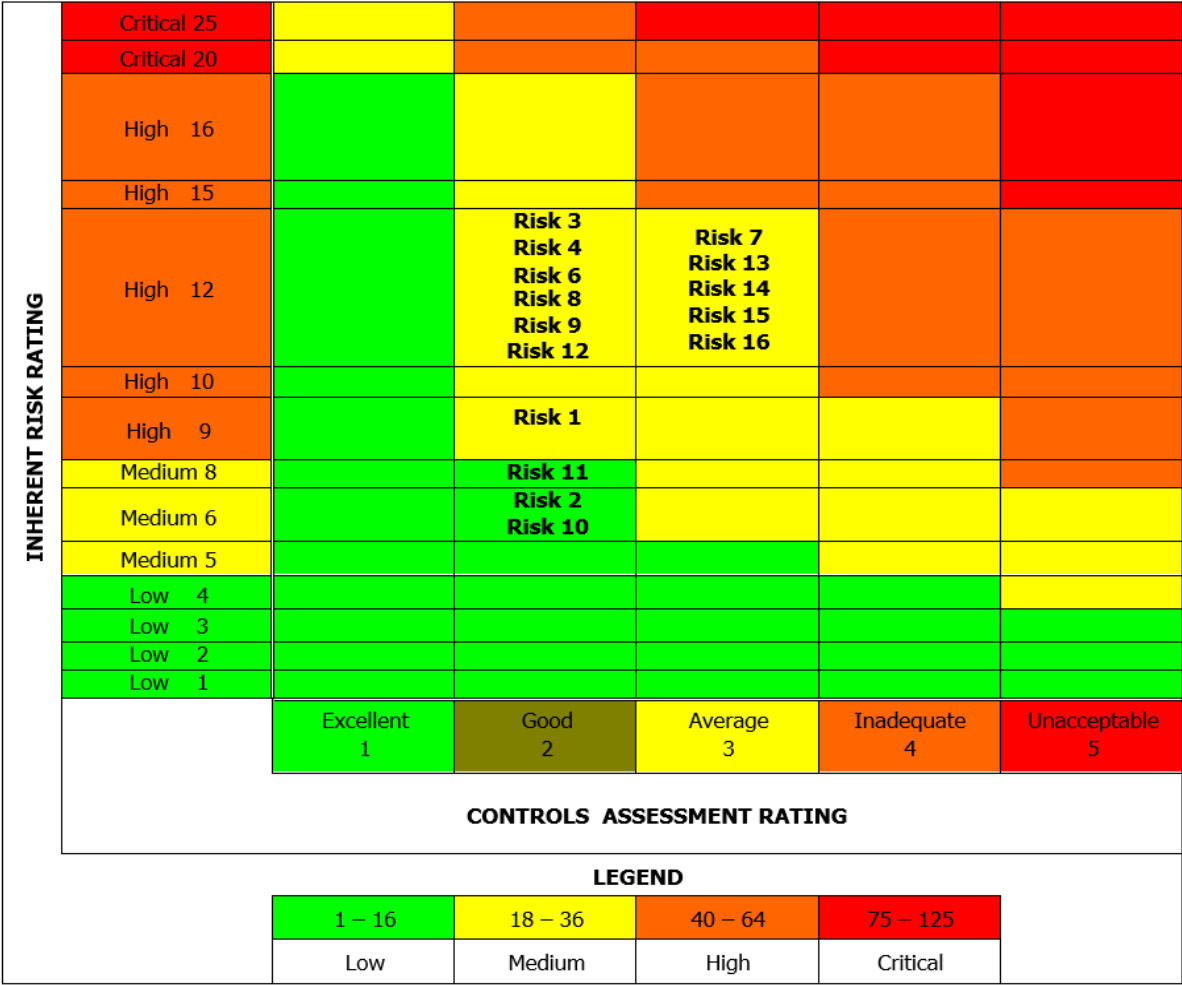 Critical 25
Critical 20
High 16
High 15
High 12
Risk 3
Risk 4
Risk 6
Risk 8
Risk 9
Risk 12
Risk 7
Risk 13
Risk 14
Risk 15
Risk 16
High 10
High 9
Risk 1
Medium 8
Risk 11
Medium 6
Risk 2
Risk 10
Medium 5
Low 4
Low 3
Low 2
Low 1
INHERENT RISK RATING
Excellent
1
Good
2
Average
3
Inadequate
4
Unacceptable
5
CONTROLS ASSESSMENT RATING
LEGEND
1 – 16
18 – 36
40 – 64
75 – 125
Low
Medium
High
Critical